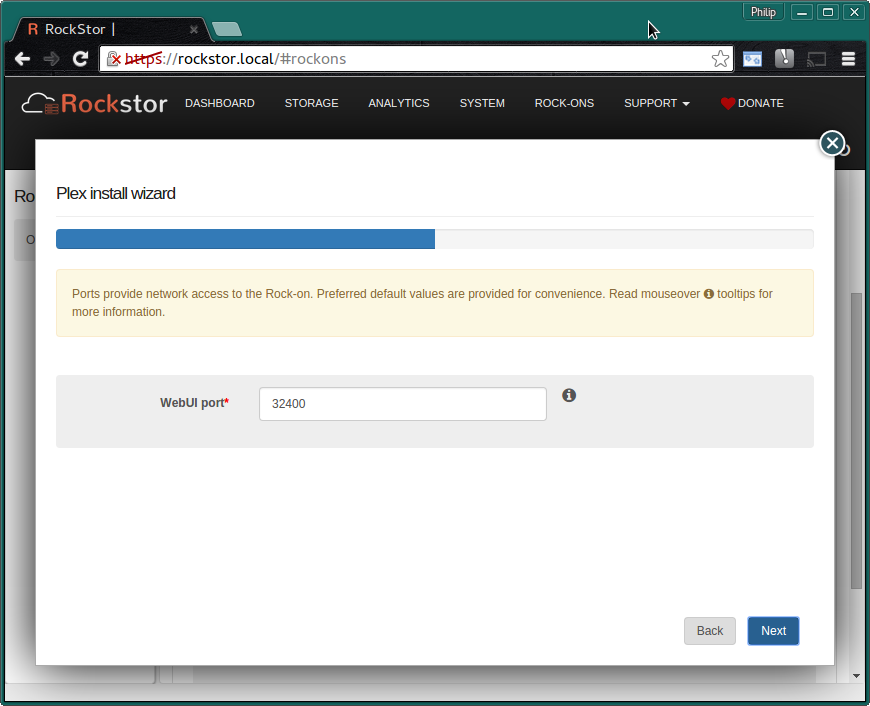 Philip
R RockStor |
https://rockstor.local/#rockons
Rockstor DASHBOARD STORAGE ANALYTICS SYSTEM ROCK-ONS SUPPORT DONATE
Plex install wizard
Ro
Ports provide network access to the Rock-on. Preferred default values are provided for convenience. Read mouseover tooltips for
more information.
WebUI port* 32400
Back Next